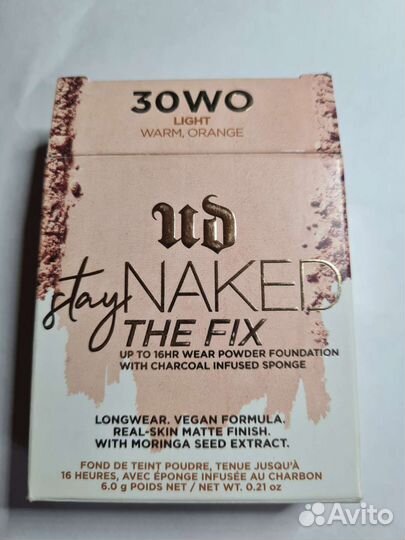 30WO
LIGHT
WARM, ORANGE
UD
stay NAKED
THE FIX
UP TO 16HR WEAR POWDER FOUNDATION
WITH CHARCOAL INFUSED SPONGE
LONGWEAR. VEGAN FORMULA.
REAL-SKIN MATTE FINISH.
WITH MORINGA SEED EXTRACT.
FOND DE TEINT POUDRE, TENUE JUSQU'À
16 HEURES, AVEC ÉPONGE INFUSÉE AU CHARBON
6.0 g POIDS NET / NET WT. 0.21 oz
Avito